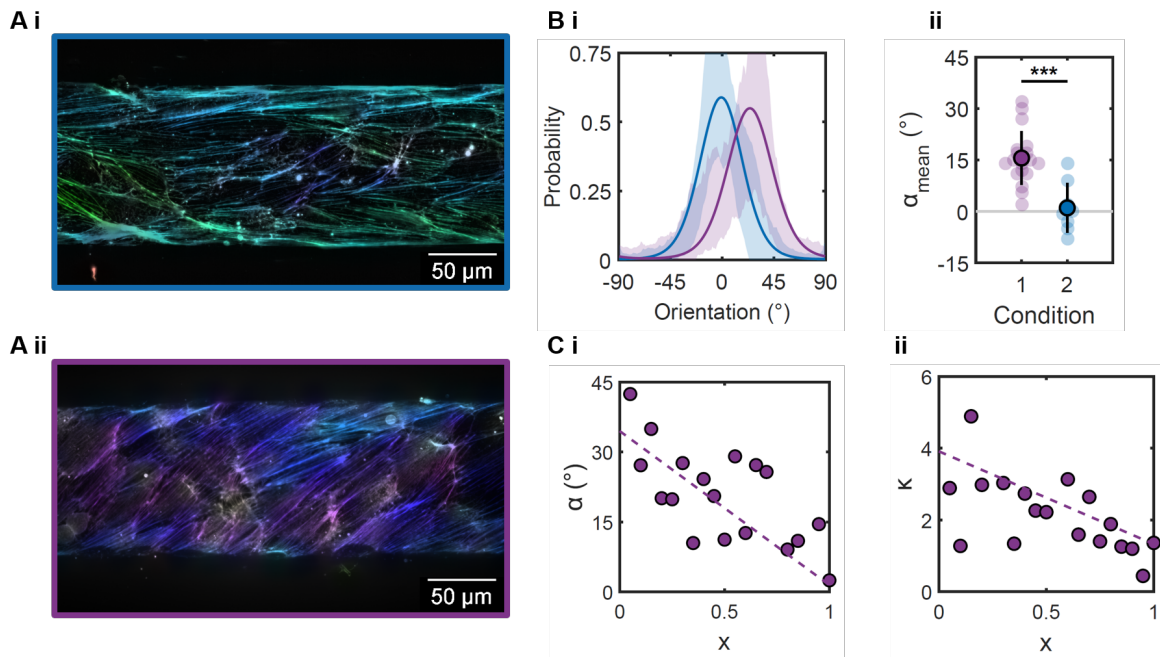 A i
50 µm
B i
0.75
0.5
0.25
0
-90 -45 0 45 90
Probability
Orientation (°)
ii
45
30
15
0
-15
***
α mean (°)
1 2
Condition
A ii
50 µm
C i
45
30
15
0
0 0.5 1
α (°)
x
ii
6
4
2
0
0 0.5 1
κ
x